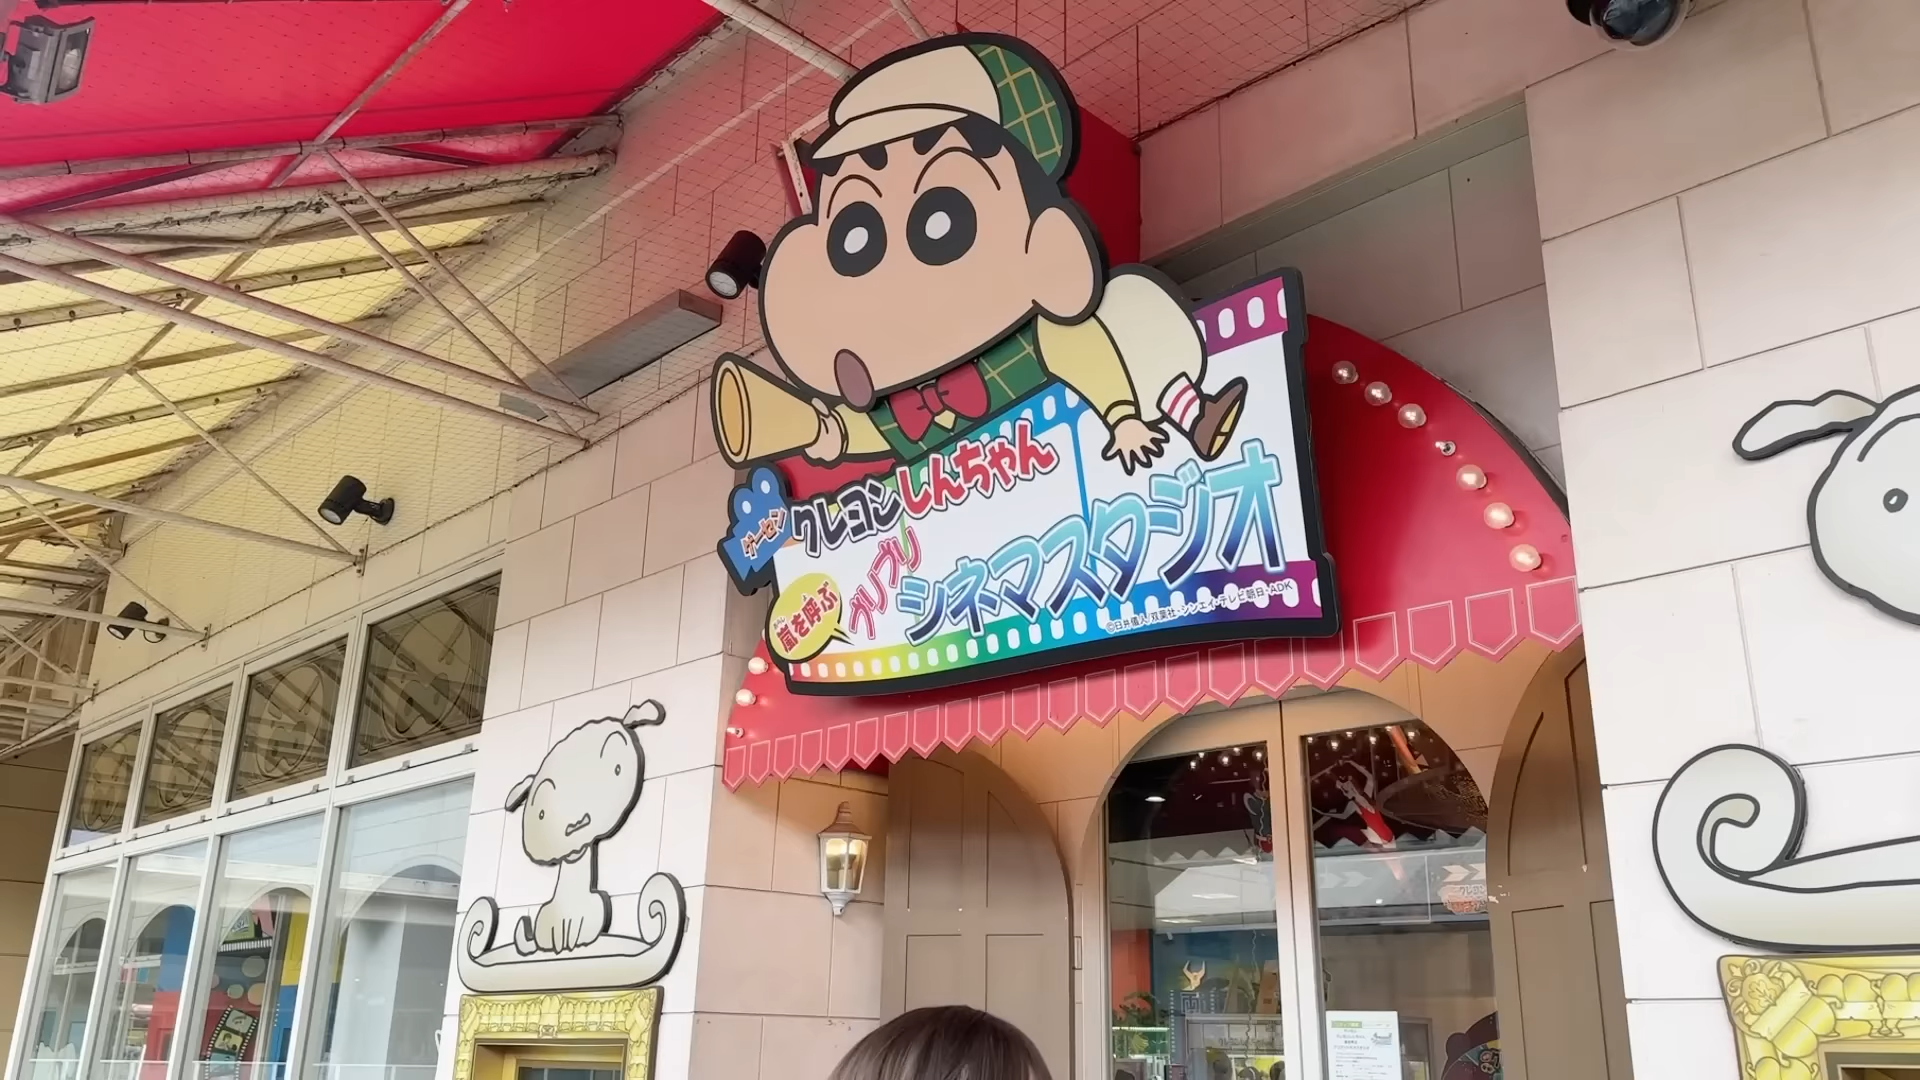 ゲーセン
クレヨンしんちゃん
嵐を呼ぶ
グリグリ
シネマスタジオ
©臼井儀人/双葉社・シンエイ・テレビ朝日・ADK